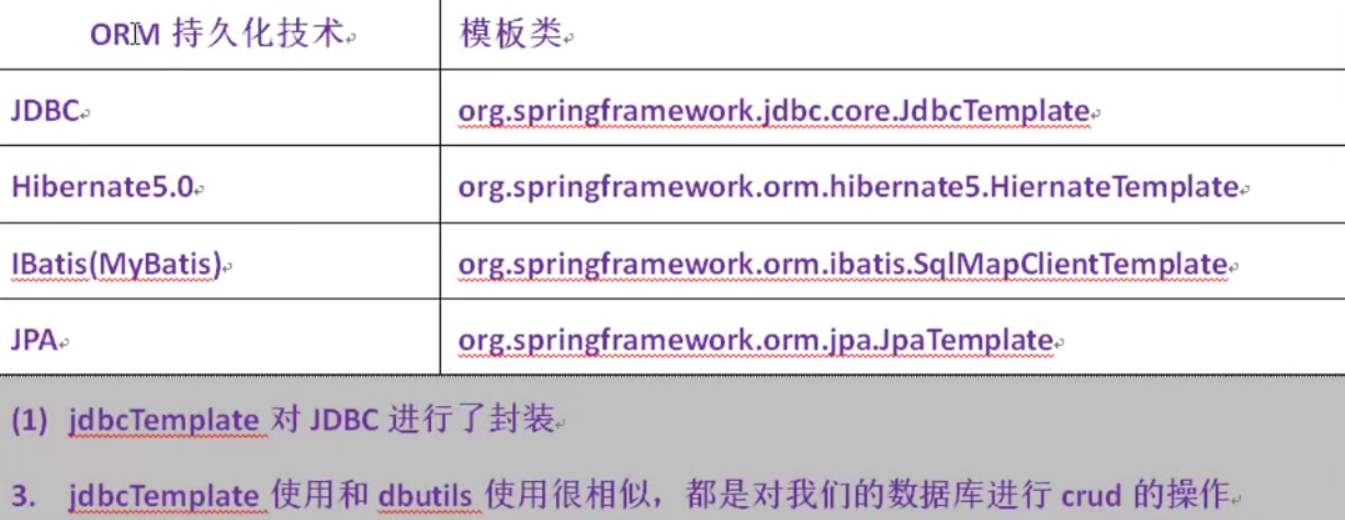 ORM 持久化技术
模板类
JDBC
org.springframework.jdbc.core.JdbcTemplate
Hibernate5.0
org.springframework.orm.hibernate5.HiernateTemplate
IBatis(MyBatis)
org.springframework.orm.ibatis.SqlMapClientTemplate
JPA
org.springframework.orm.jpa.JpaTemplate
(1) jdbcTemplate 对 JDBC 进行了封装
3. jdbcTemplate 使用和 dbutils 使用很相似，都是对我们的数据库进行 crud 的操作